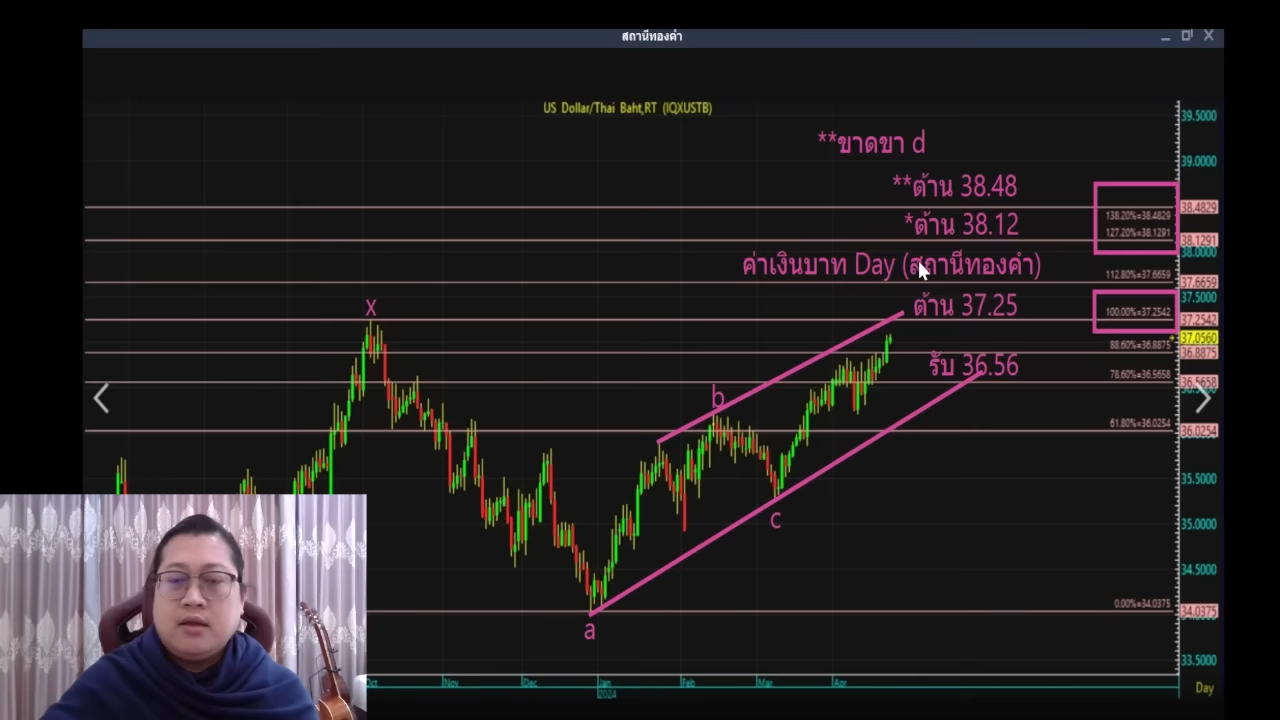 สถานีทองคำ
US Dollar/Thai Baht,RT (IQXUSTB)
39.5000
**ขาดขา d
39.0000
**ต้าน 38.48
38.4829
138.20%=38.4829
*ต้าน 38.12
127.20%=38.1291
38.1291
38.0000
ค่าเงินบาท Day (สถานีทองคำ)
112.80%=37.6659
37.6659
37.5000
x
ต้าน 37.25
100.00%=37.2542
37.2542
37.0560
88.60%=36.8875
36.8875
รับ 36.56
78.60%=36.5658
36.5658
b
61.80%=36.0254
36.0254
35.5000
c
35.0000
34.5000
0.00%=34.0375
34.0375
a
33.5000
Oct Nov Dec Jan Feb Mar Apr
2024
Day